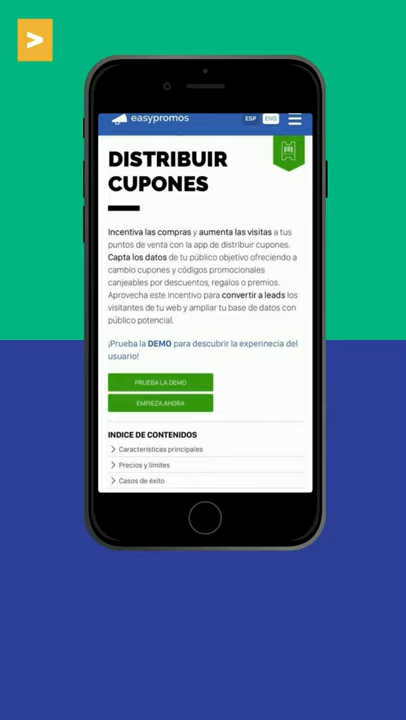 >
easypromos
ESP ENG
DISTRIBUIR
CUPONES
Incentiva las compras y aumenta las visitas a tus
puntos de venta con la app de distribuir cupones.
Capta los datos de tu público objetivo ofreciendo a
cambio cupones y códigos promocionales
canjeables por descuentos, regalos o premios.
Aprovecha este incentivo para convertir a leads los
visitantes de tu web y ampliar tu base de datos con
público potencial.
¡Prueba la DEMO para descubrir la experinecia del
usuario!
PRUEBA LA DEMO
EMPIEZA AHORA
INDICE DE CONTENIDOS
Características principales
Precios y límites
Casos de éxito